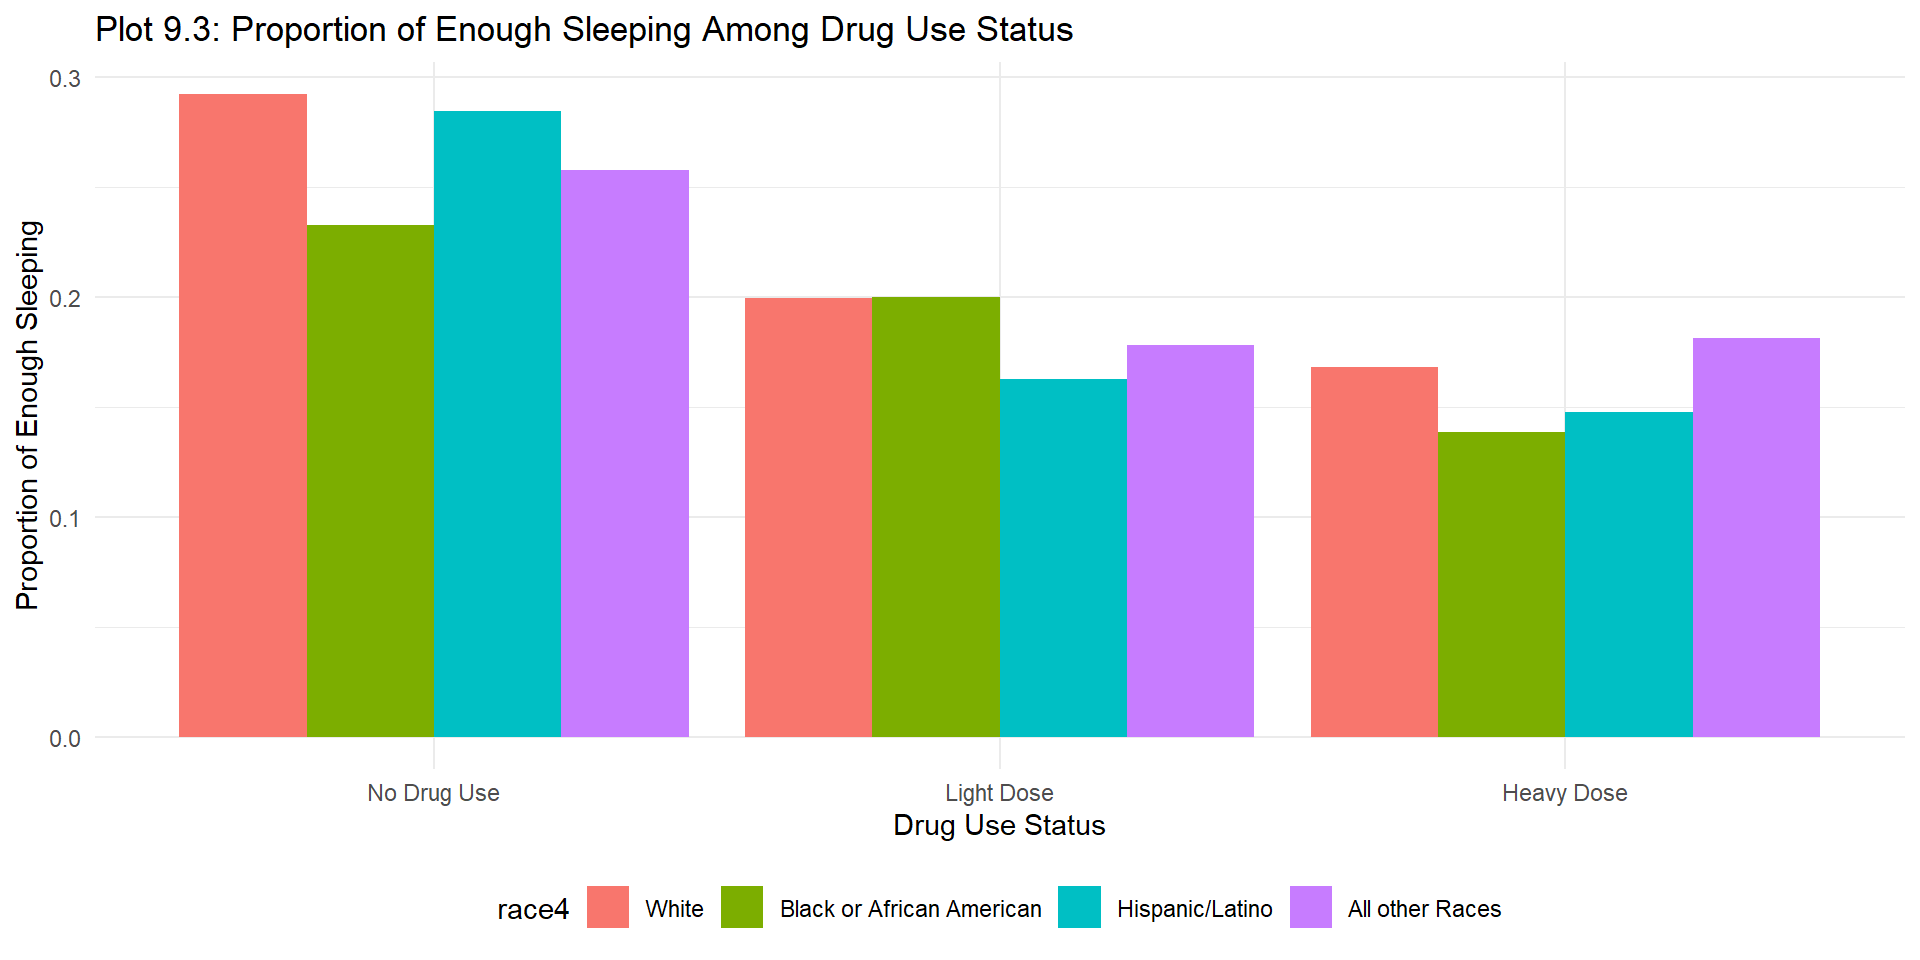 Plot 9.3: Proportion of Enough Sleeping Among Drug Use Status
Proportion of Enough Sleeping
0.3
0.2
0.1
0.0
No Drug Use
Light Dose
Heavy Dose
Drug Use Status
race4
White
Black or African American
Hispanic/Latino
All other Races